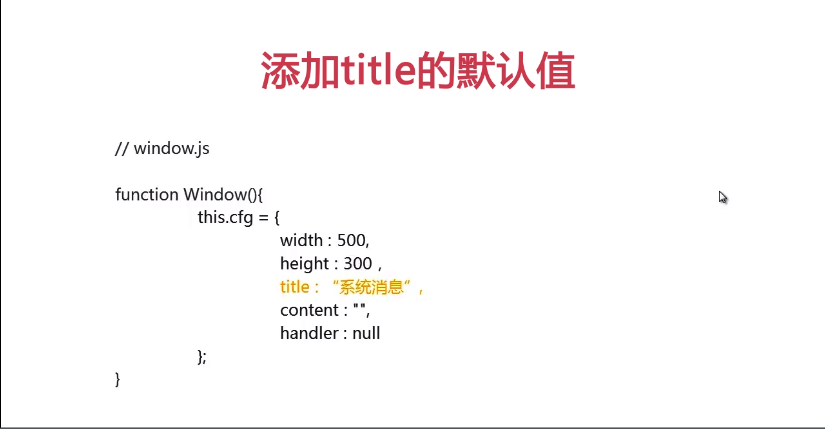 添加title的默认值
// window.js
function Window(){
this.cfg = {
width : 500,
height : 300 ,
title : “系统消息” ,
content : "",
handler : null
};
}